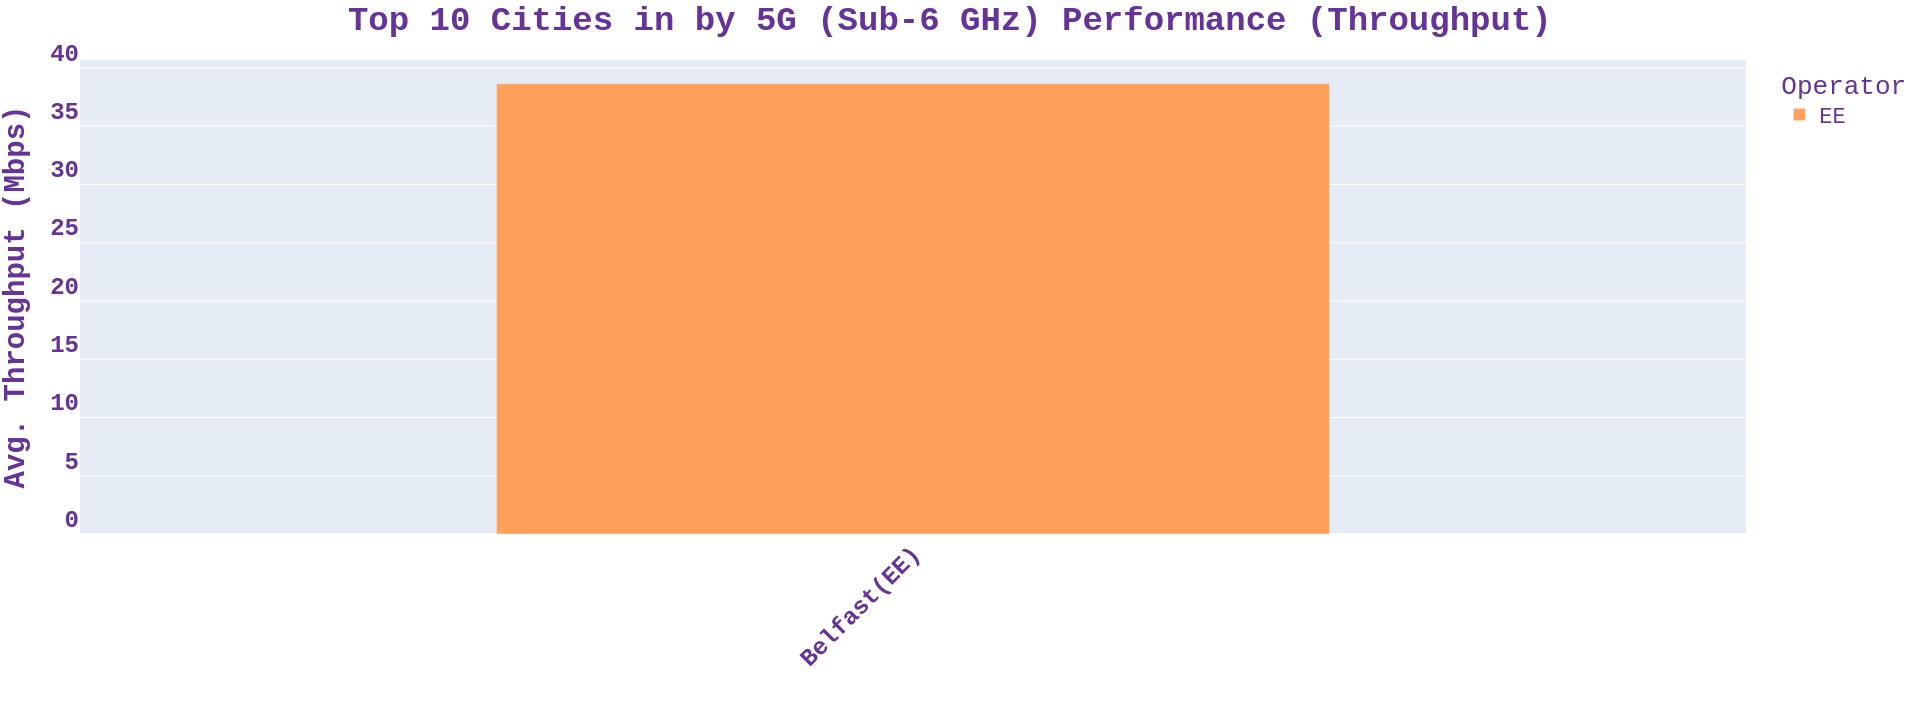 Top 10 Cities in by 5G (Sub-6 GHz) Performance (Throughput)
Avg. Throughput (Mbps)
40
35
30
25
20
15
10
5
0
Belfast(EE)
Operator
EE